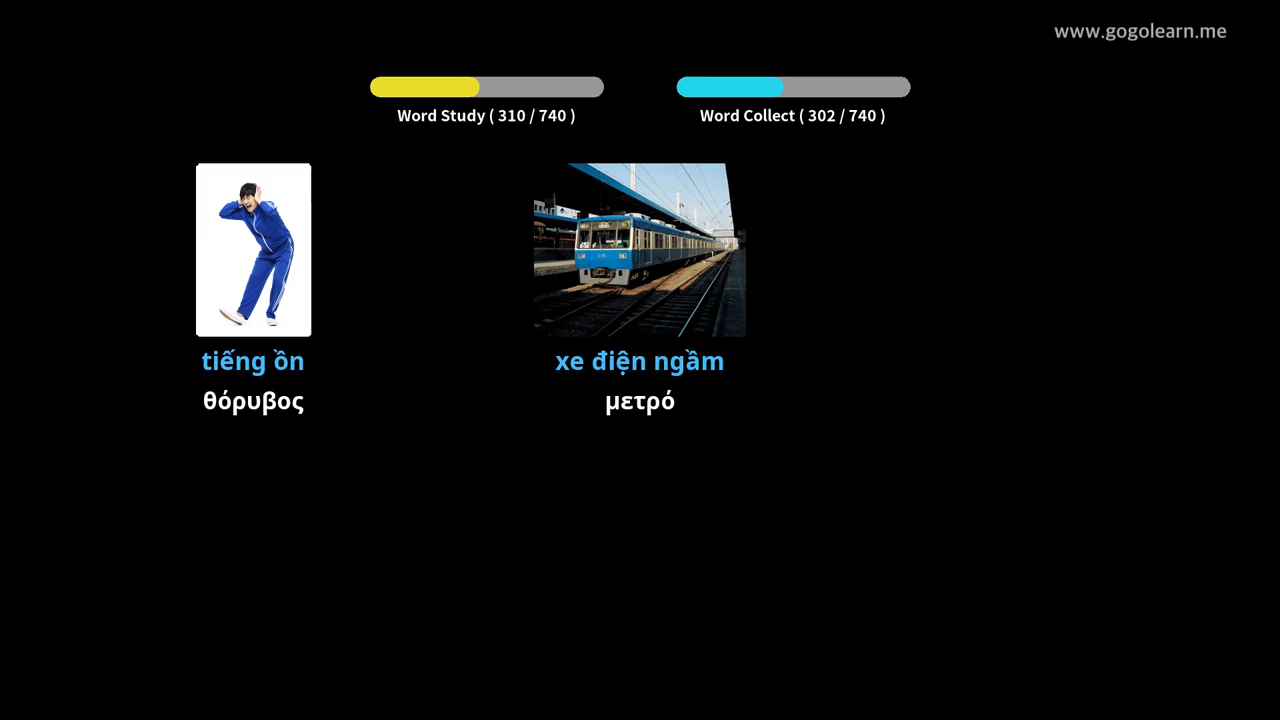 www.gogolearn.me
Word Study ( 310 / 740 )
Word Collect ( 302 / 740 )
tiếng ồn
θόρυβος
xe điện ngầm
μετρό